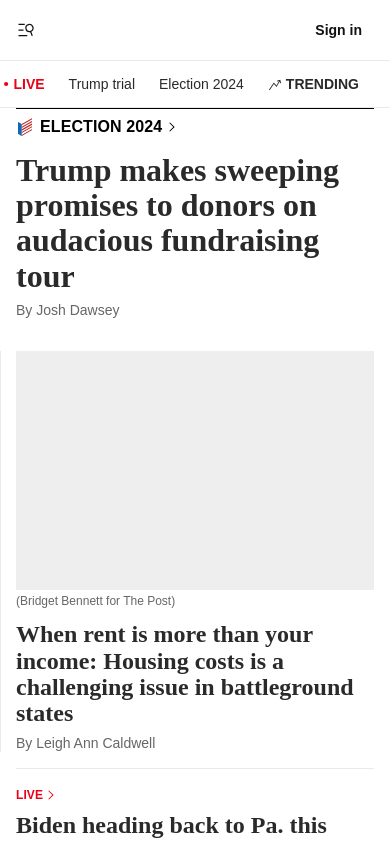 Sign in
• LIVE Trump trial Election 2024 TRENDING
ELECTION 2024
Trump makes sweeping
promises to donors on
audacious fundraising
tour
By Josh Dawsey
(Bridget Bennett for The Post)
When rent is more than your
income: Housing costs is a
challenging issue in battleground
states
By Leigh Ann Caldwell
LIVE
Biden heading back to Pa. this